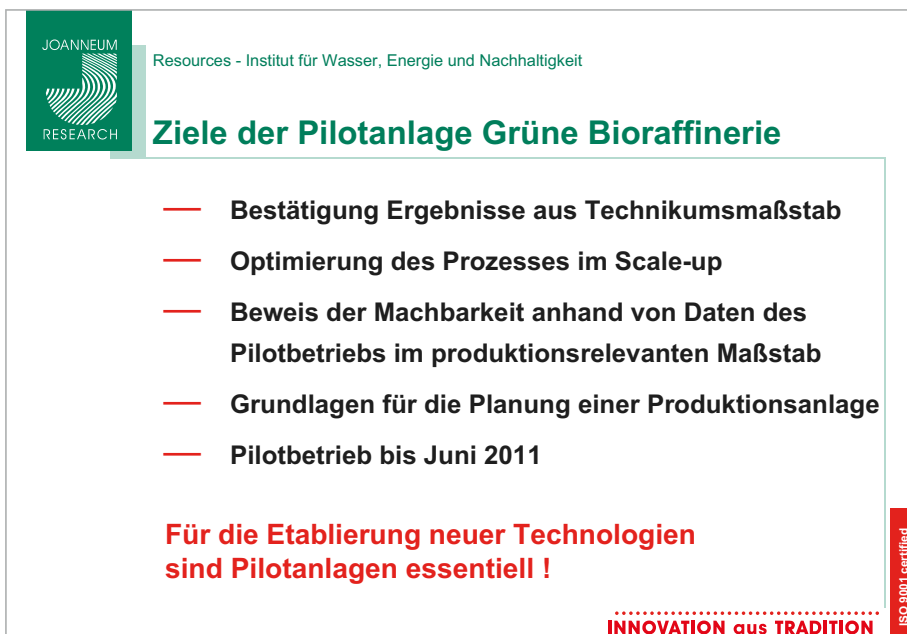 JOANNEUM
RESEARCH
Resources - Institut für Wasser, Energie und Nachhaltigkeit
Ziele der Pilotanlage Grüne Bioraffinerie
— Bestätigung Ergebnisse aus Technikumsmaßstab
— Optimierung des Prozesses im Scale-up
— Beweis der Machbarkeit anhand von Daten des
Pilotbetriebs im produktionsrelevanten Maßstab
— Grundlagen für die Planung einer Produktionsanlage
— Pilotbetrieb bis Juni 2011
Für die Etablierung neuer Technologien
sind Pilotanlagen essentiell !
ISO 9001 certified
INNOVATION aus TRADITION